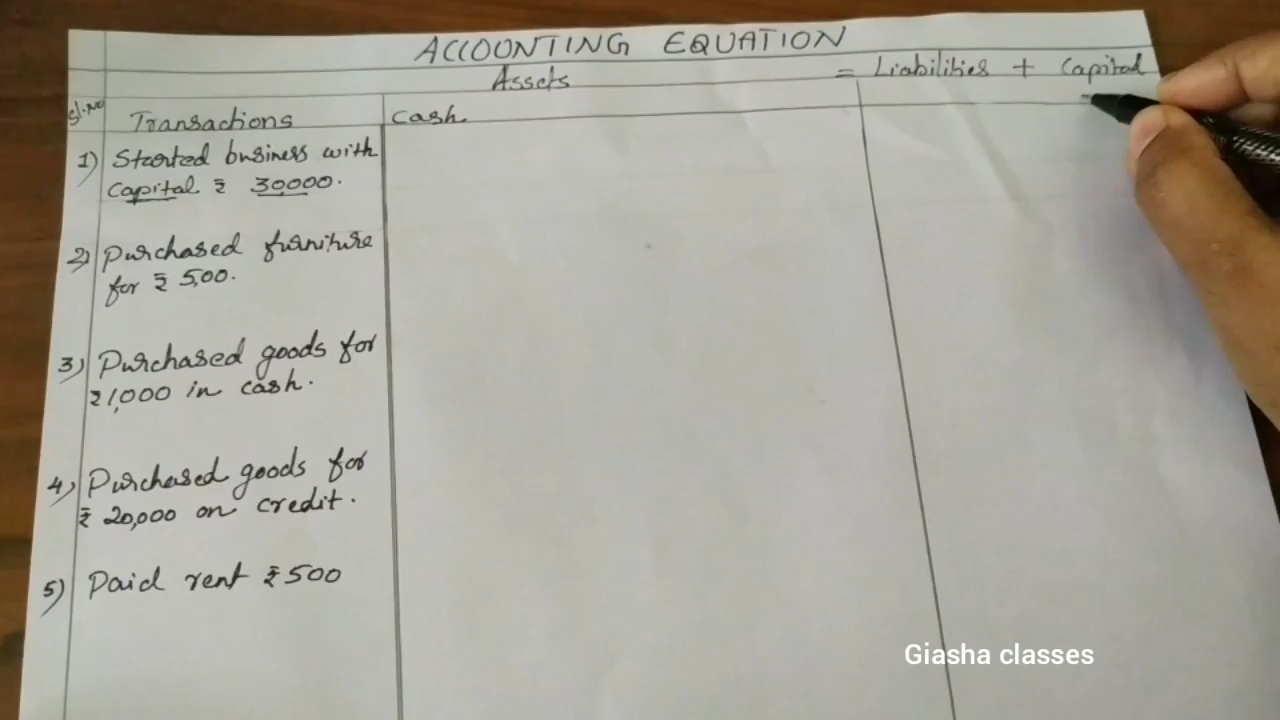 ACCOUNTING EQUATION
Assets = Liabilities + Capital
Sl.No Transactions Cash
1) Started business with
capital ₹ 30000.
2) Purchased furniture
for ₹ 5,00.
3) Purchased goods for
₹1,000 in cash.
4) Purchased goods for
₹ 20,000 on credit.
5) Paid rent ₹500
Giasha classes